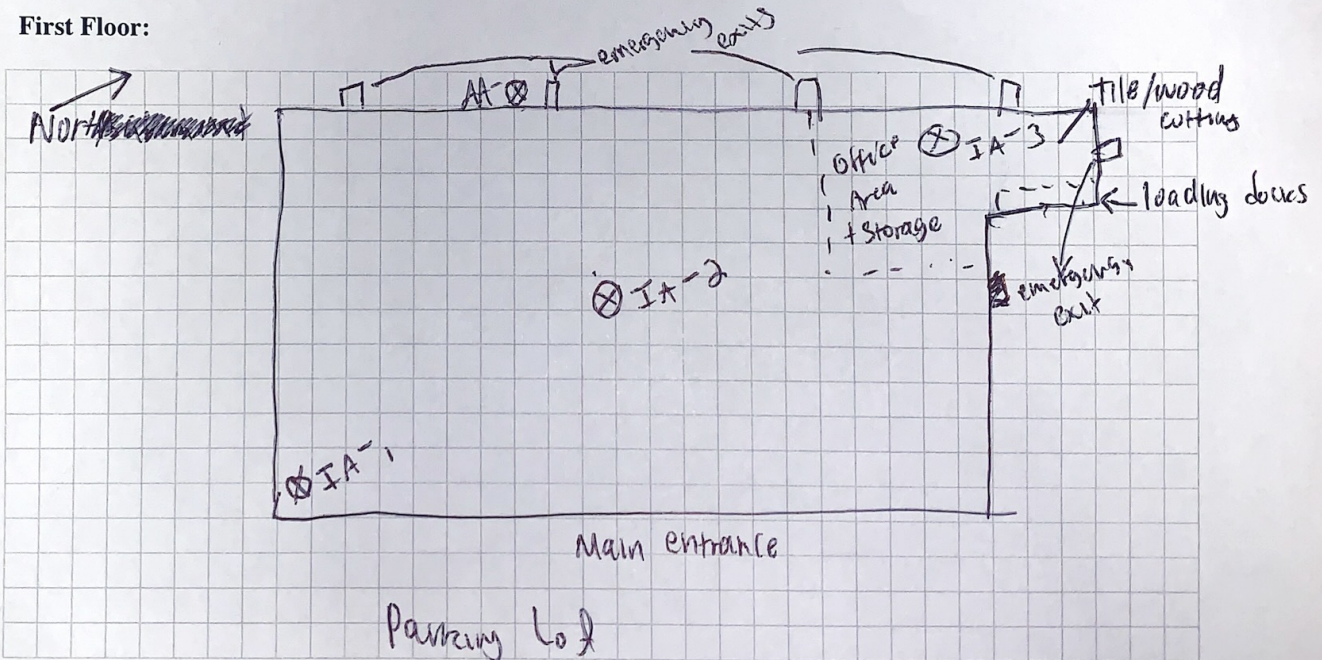 First Floor:
emergency exits
North
AA-
tile/wood
cutting
IA-3
Office
Area
+ Storage
loading docks
IA-2
emergency
exit
IA-1
Main entrance
Parking Lot